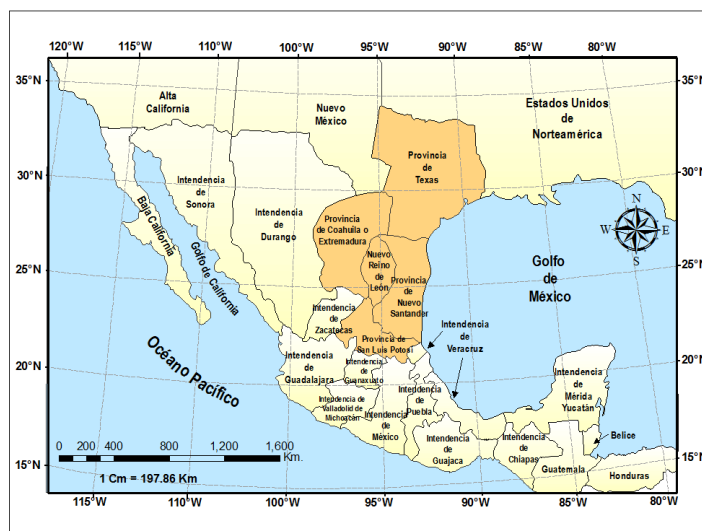 120°W 110°W 100°W 95°W 90°W 80°W
35°N 35°N
Alta
California
Nuevo
México
Estados Unidos
de
Norteamérica
Provincia
de
Texas
30°N 30°N
Intendencia
de
Sonora
Intendencia
de
Durango
Provincia
de Coahuila o
Extremadura
Baja California
Golfo de California
N
W E
S
Golfo
de
México
25°N 25°N
Nuevo
Reino
de
León
Provincia
de
Nuevo
Santander
Intendencia
de
Zacatecas
Intendencia
de
Veracruz
Provincia de
San Luis Potosí
Océano Pacífico
20°N 20°N
Intendencia
de
Guadalajara
Intendencia
de
Guanaxuato
Intendencia
de
Mérida
Yucatán
Intendencia de
Valladolid de
Michoatán
Intendencia
de
México
Intendencia
de
Puebla
Intendencia
de
Guajaca
Intendencia
de
Chiapas
Belice
Guatemala
Honduras
0 200 400 800 1,200 1,600
Km.
1 Cm = 197.86 Km
15°N 15°N
115°W 110°W 100°W 95°W 90°W 85°W 80°W